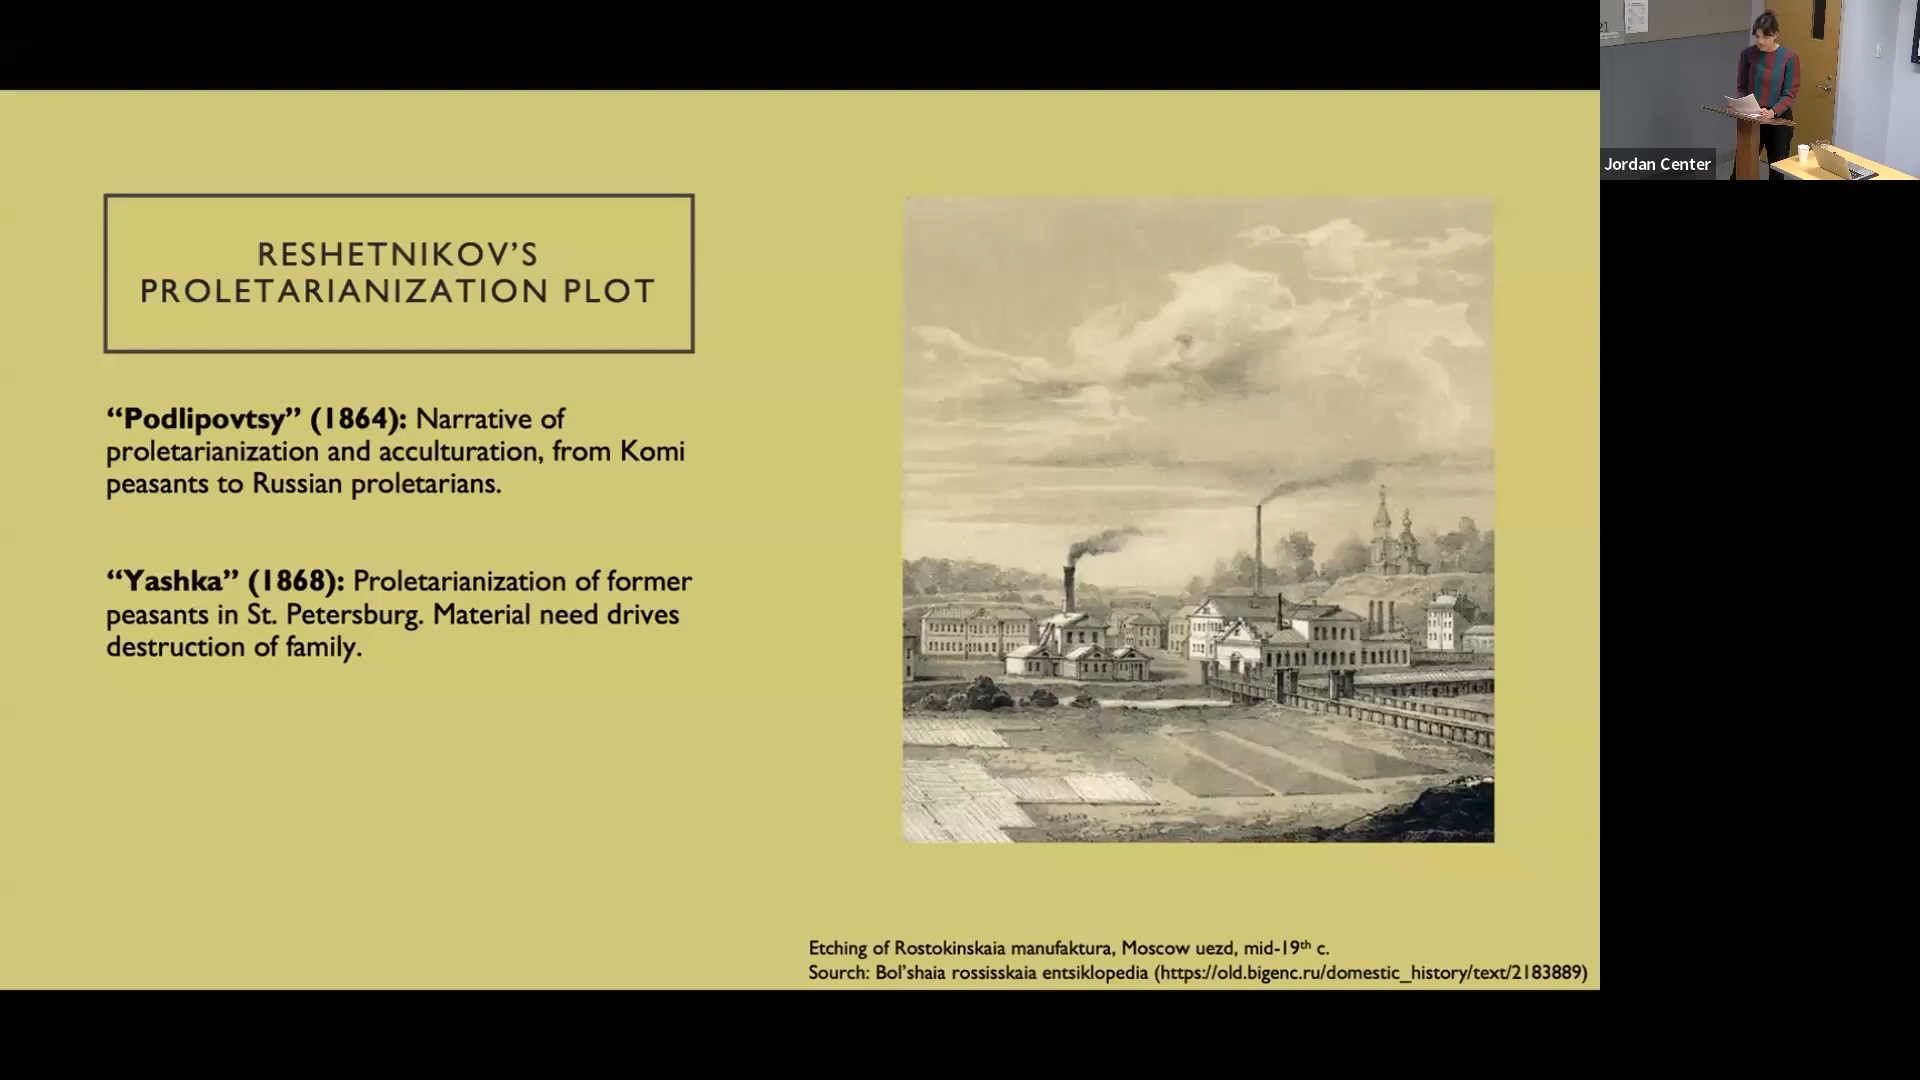 RESHETNIKOV’S
PROLETARIANIZATION PLOT
“Podlipovtsy” (1864): Narrative of
proletarianization and acculturation, from Komi
peasants to Russian proletarians.
“Yashka” (1868): Proletarianization of former
peasants in St. Petersburg. Material need drives
destruction of family.
Etching of Rostokinskaia manufaktura, Moscow uezd, mid-19th c.
Sourch: Bol’shaia rossisskaia entsiklopedia (https://old.bigenc.ru/domestic_history/text/2183889)
Jordan Center